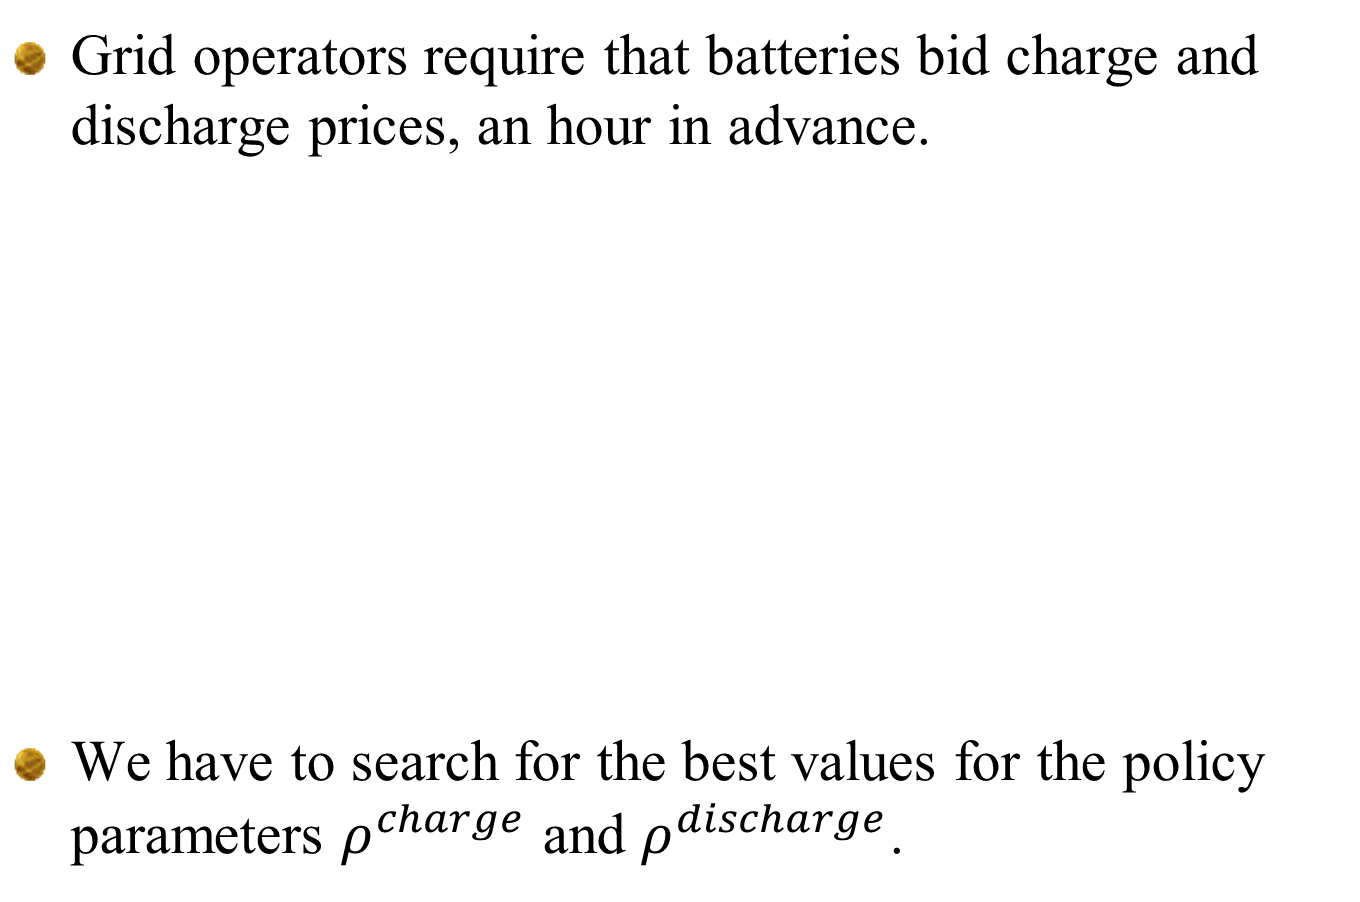 Grid operators require that batteries bid charge and
discharge prices, an hour in advance.
We have to search for the best values for the policy
parameters ρ^charge and ρ^discharge.